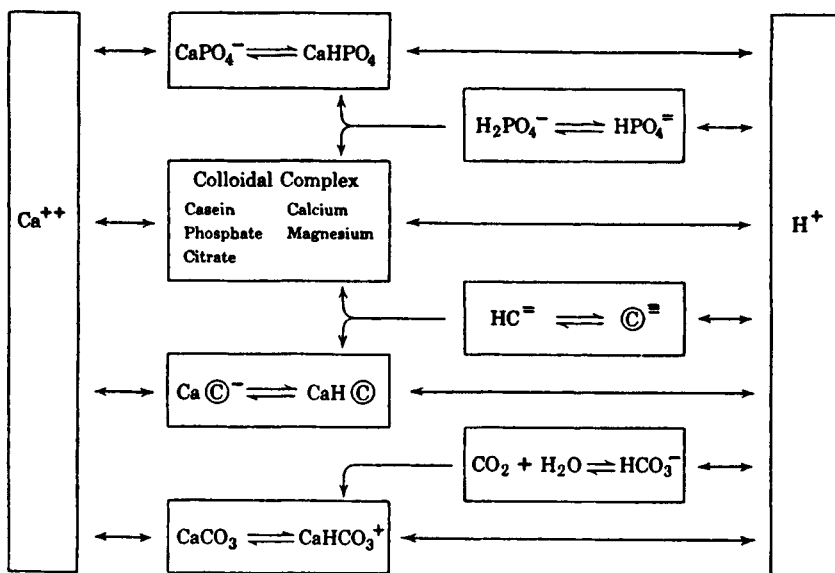 CaPO₄⁻ ⇌ CaHPO₄
H₂PO₄⁻ ⇌ HPO₄⁼
Colloidal Complex
Casein Calcium
Phosphate Magnesium
Citrate
Ca⁺⁺
H⁺
HC⁼ ⇌ Ⓒ≡
Ca Ⓒ⁻ ⇌ CaH Ⓒ
CO₂ + H₂O ⇌ HCO₃⁻
CaCO₃ ⇌ CaHCO₃⁺